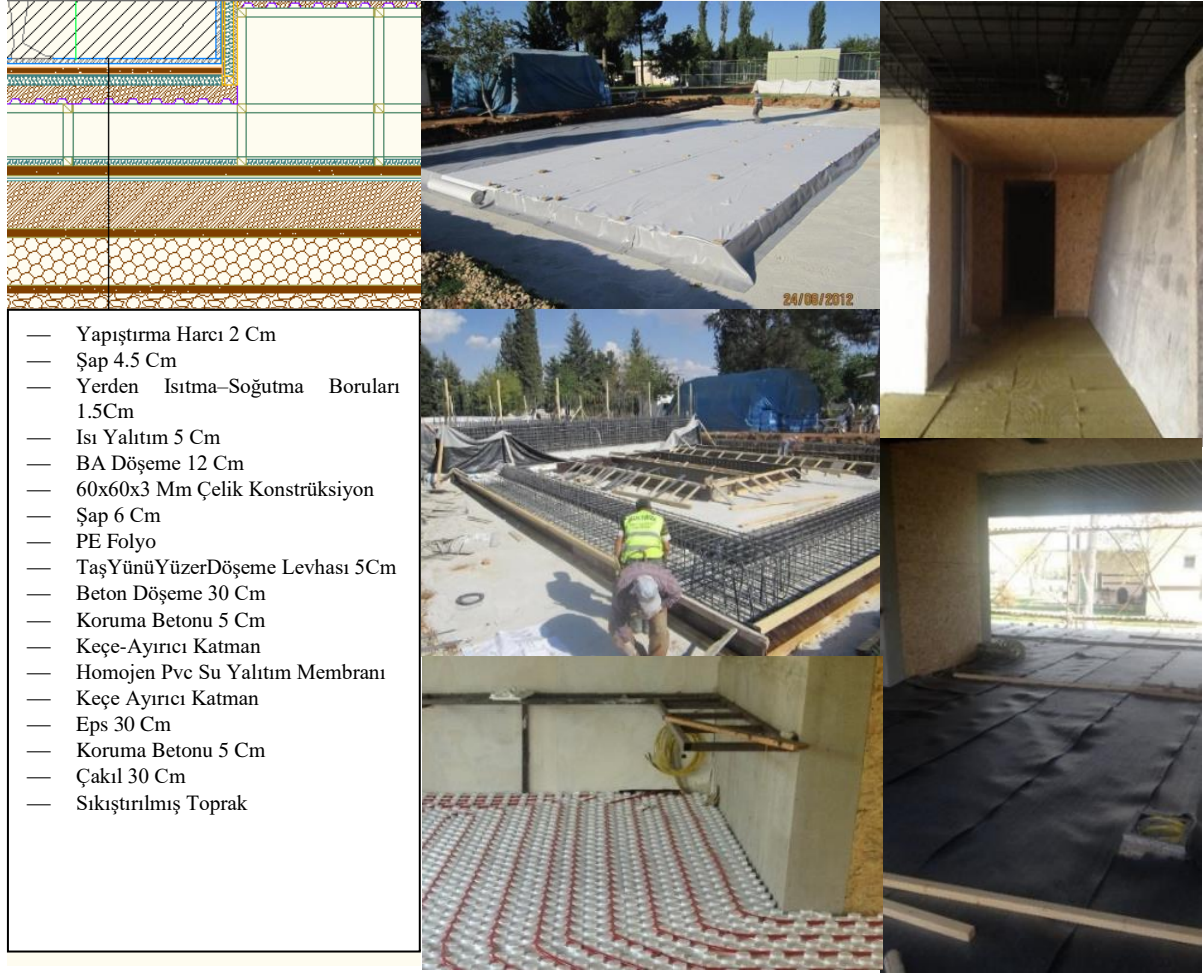 24/09/2012
— Yapıştırma Harcı 2 Cm
— Şap 4.5 Cm
— Yerden Isıtma–Soğutma Boruları
1.5Cm
— Isı Yalıtım 5 Cm
— BA Döşeme 12 Cm
— 60x60x3 Mm Çelik Konstrüksiyon
— Şap 6 Cm
— PE Folyo
— TaşYünüYüzerDöşeme Levhası 5Cm
— Beton Döşeme 30 Cm
— Koruma Betonu 5 Cm
— Keçe-Ayırıcı Katman
— Homojen Pvc Su Yalıtım Membranı
— Keçe Ayırıcı Katman
— Eps 30 Cm
— Koruma Betonu 5 Cm
— Çakıl 30 Cm
— Sıkıştırılmış Toprak